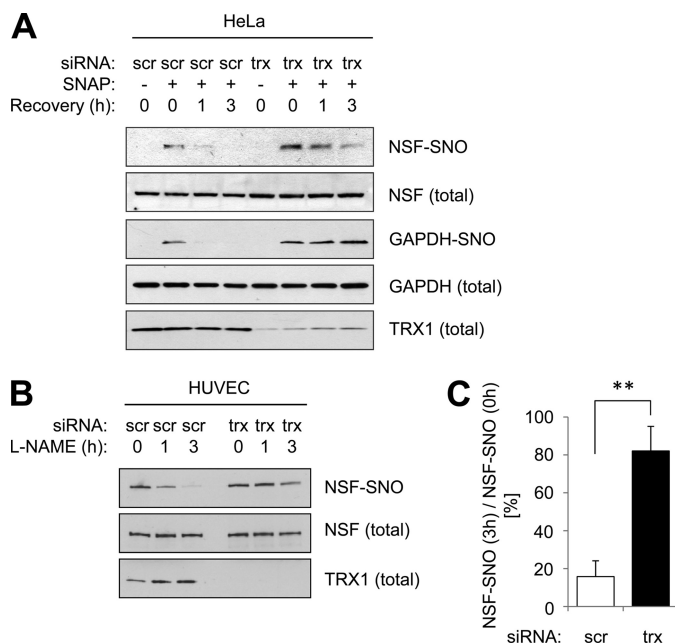 A
HeLa
siRNA: scr scr scr scr trx trx trx trx
SNAP: - + + + - + + +
Recovery (h): 0 0 1 3 0 0 1 3
NSF-SNO
NSF (total)
GAPDH-SNO
GAPDH (total)
TRX1 (total)
B
HUVEC
siRNA: scr scr scr trx trx trx
L-NAME (h): 0 1 3 0 1 3
NSF-SNO
NSF (total)
TRX1 (total)
C
**
NSF-SNO (3h) / NSF-SNO (0h)
[%]
100
80
60
40
20
0
siRNA: scr trx